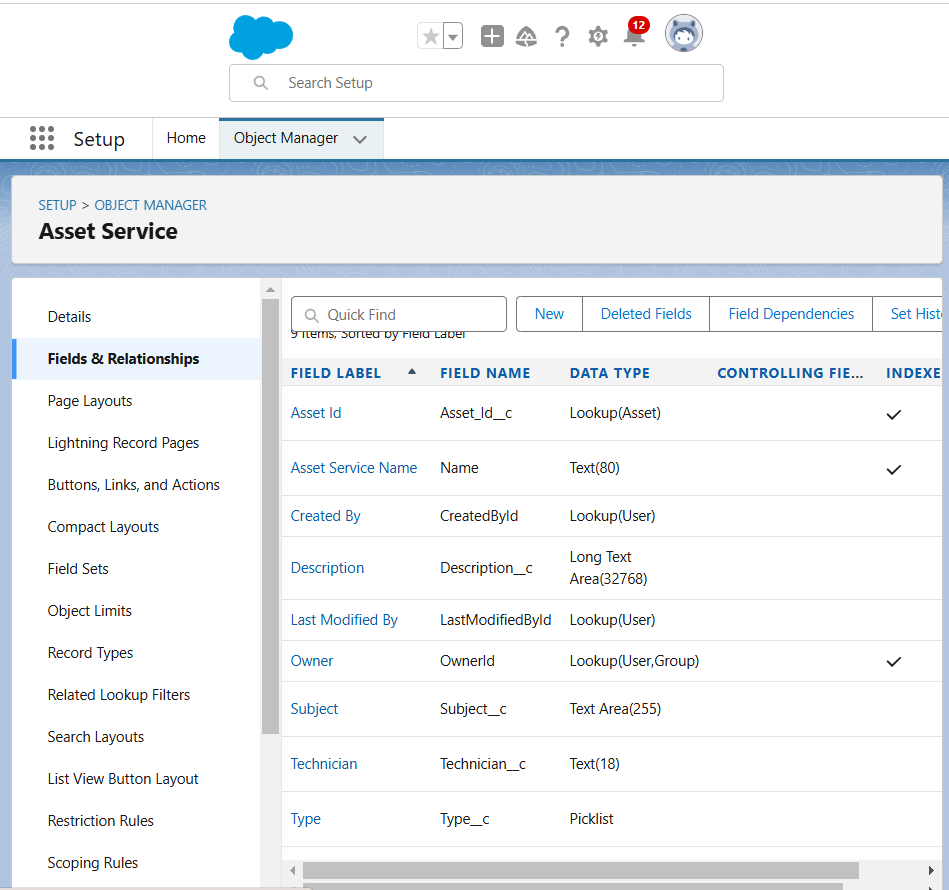 12
Search Setup
Setup Home Object Manager
SETUP > OBJECT MANAGER
Asset Service
Details
Fields & Relationships
Page Layouts
Lightning Record Pages
Buttons, Links, and Actions
Compact Layouts
Field Sets
Object Limits
Record Types
Related Lookup Filters
Search Layouts
List View Button Layout
Restriction Rules
Scoping Rules
Quick Find New Deleted Fields Field Dependencies Set Histo
9 Items, Sorted by Field Label
FIELD LABEL FIELD NAME DATA TYPE CONTROLLING FIE... INDEXE
Asset Id Asset_Id__c Lookup(Asset)
Asset Service Name Name Text(80)
Created By CreatedById Lookup(User)
Description Description__c Long Text
Area(32768)
Last Modified By LastModifiedById Lookup(User)
Owner OwnerId Lookup(User,Group)
Subject Subject__c Text Area(255)
Technician Technician__c Text(18)
Type Type__c Picklist